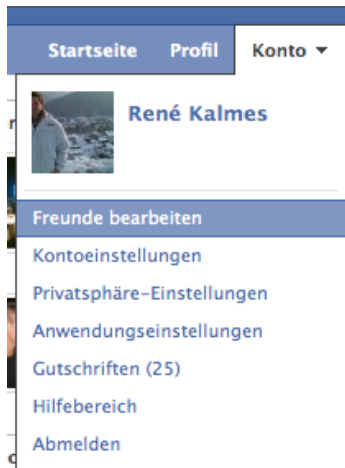 Startseite Profil Konto
René Kalmes
Freunde bearbeiten
Kontoeinstellungen
Privatsphäre-Einstellungen
Anwendungseinstellungen
Gutschriften (25)
Hilfebereich
Abmelden